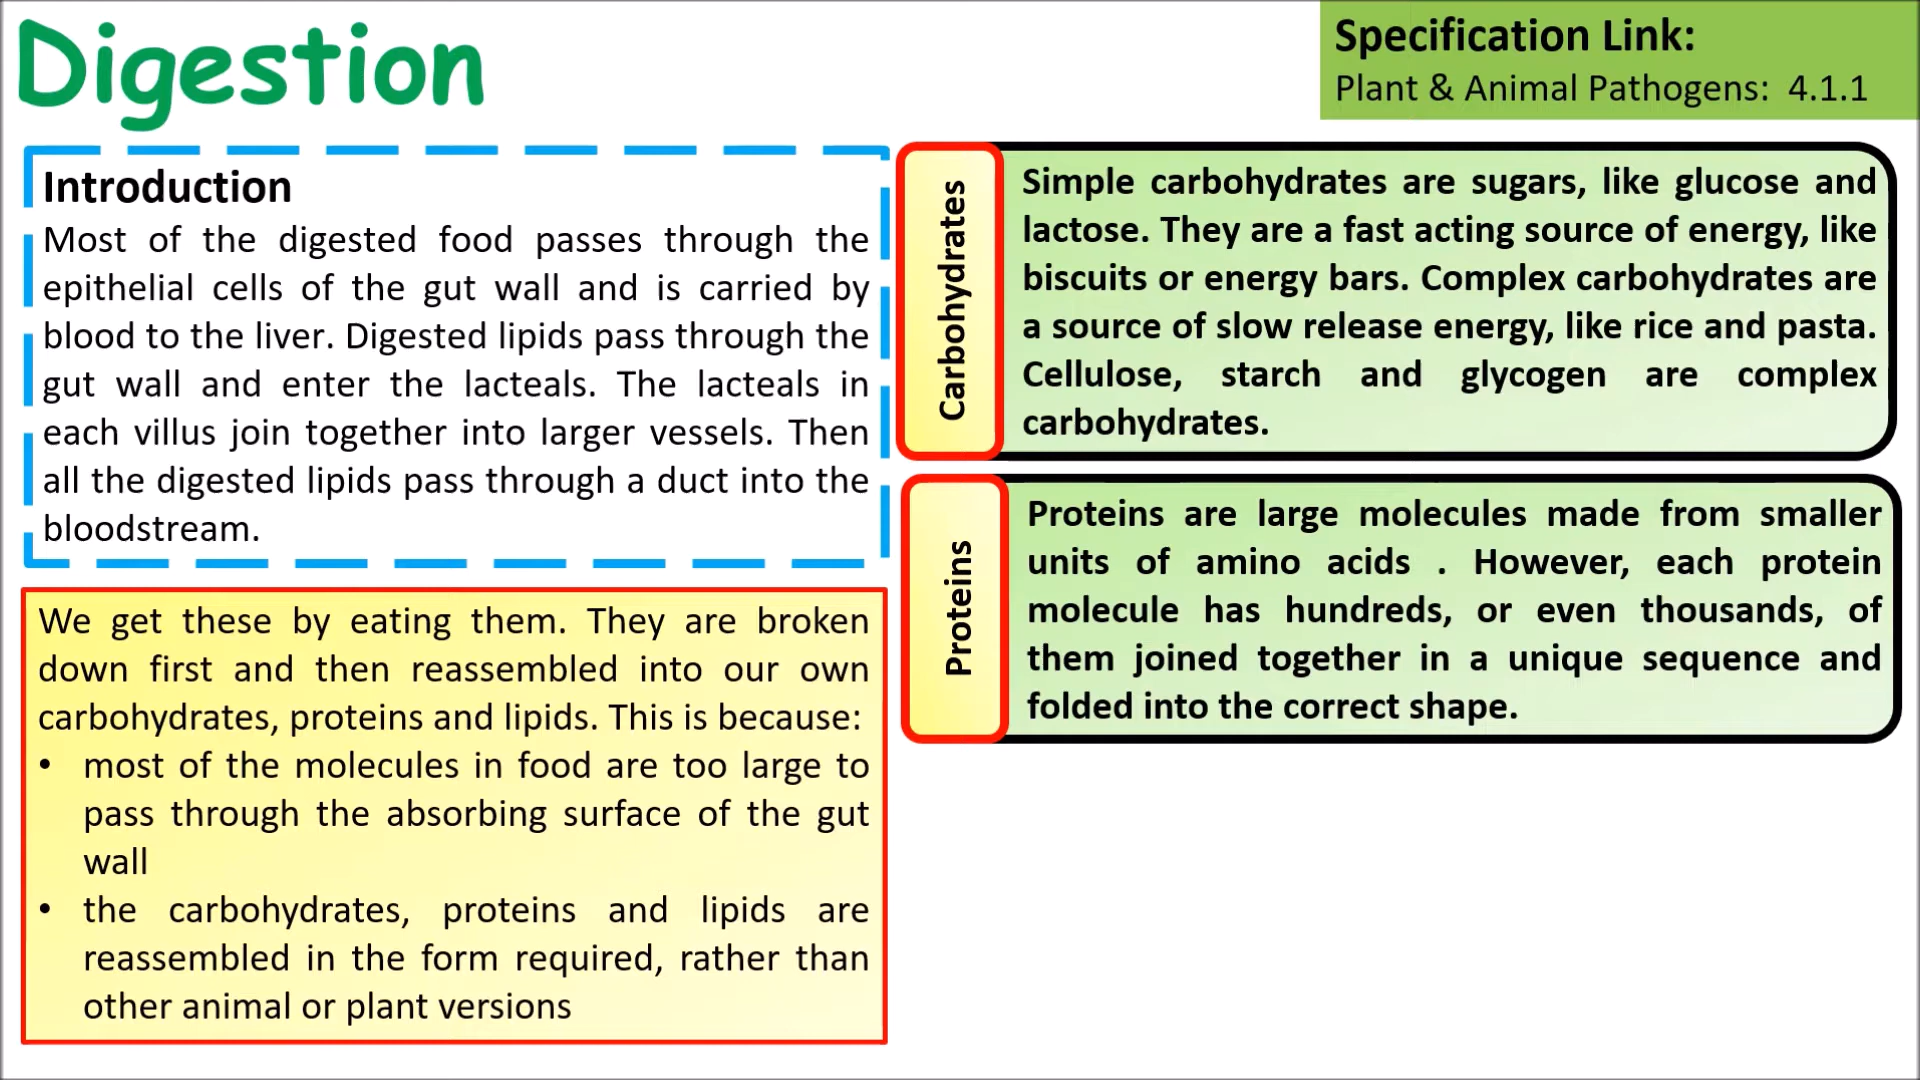 Digestion
Specification Link:
Plant & Animal Pathogens: 4.1.1
Introduction
Most of the digested food passes through the
epithelial cells of the gut wall and is carried by
blood to the liver. Digested lipids pass through the
gut wall and enter the lacteals. The lacteals in
each villus join together into larger vessels. Then
all the digested lipids pass through a duct into the
bloodstream.
We get these by eating them. They are broken
down first and then reassembled into our own
carbohydrates, proteins and lipids. This is because:
• most of the molecules in food are too large to
pass through the absorbing surface of the gut
wall
• the carbohydrates, proteins and lipids are
reassembled in the form required, rather than
other animal or plant versions
Carbohydrates
Simple carbohydrates are sugars, like glucose and
lactose. They are a fast acting source of energy, like
biscuits or energy bars. Complex carbohydrates are
a source of slow release energy, like rice and pasta.
Cellulose, starch and glycogen are complex
carbohydrates.
Proteins
Proteins are large molecules made from smaller
units of amino acids . However, each protein
molecule has hundreds, or even thousands, of
them joined together in a unique sequence and
folded into the correct shape.